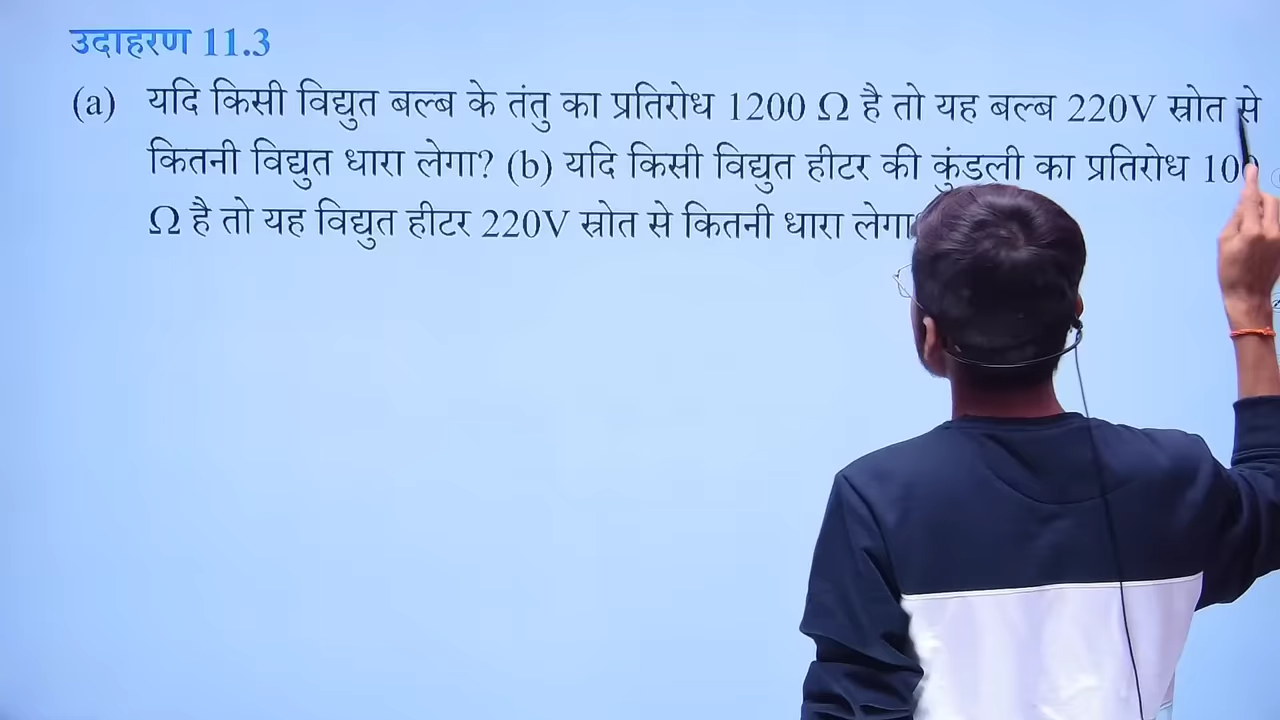 उदाहरण 11.3
(a) यदि किसी विद्युत बल्ब के तंतु का प्रतिरोध 1200 Ω है तो यह बल्ब 220V स्रोत से
कितनी विद्युत धारा लेगा? (b) यदि किसी विद्युत हीटर की कुंडली का प्रतिरोध
Ω है तो यह विद्युत हीटर 220V स्रोत से कितनी धारा लेगा